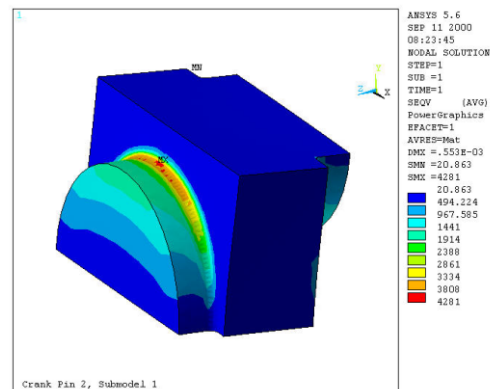 1
ANSYS 5.6
SEP 11 2000
08:23:45
NODAL SOLUTION
STEP=1
SUB =1
TIME=1
SEQV (AVG)
PowerGraphics
EFACET=1
AVRES=Mat
DMX =.553E-03
SMN =20.863
SMX =4281
20.863
494.224
967.585
1441
1914
2388
2861
3334
3808
4281
MN
MX
Y
Z
X
Crank Pin 2, Submodel 1